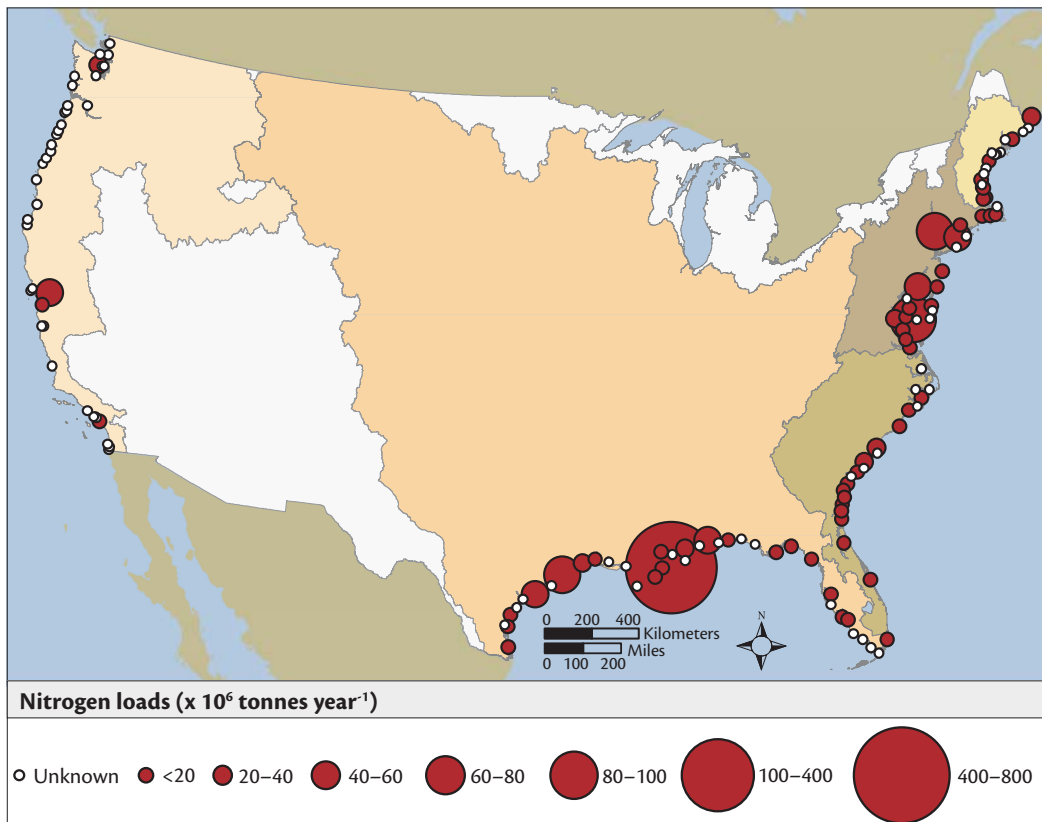 N
0 200 400
Kilometers
Miles
0 100 200
Nitrogen loads (x 10⁶ tonnes year⁻¹)
Unknown <20 20–40 40–60 60–80 80–100 100–400 400–800